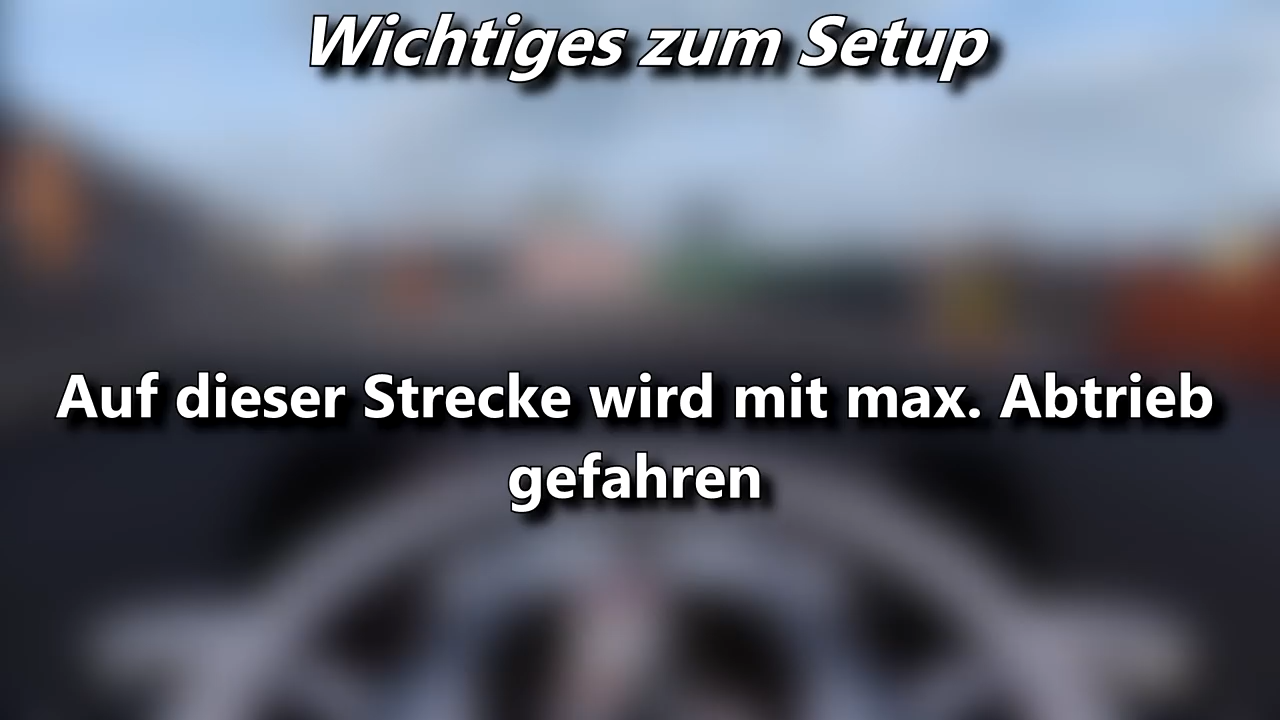 Wichtiges zum Setup
Auf dieser Strecke wird mit max. Abtrieb
gefahren